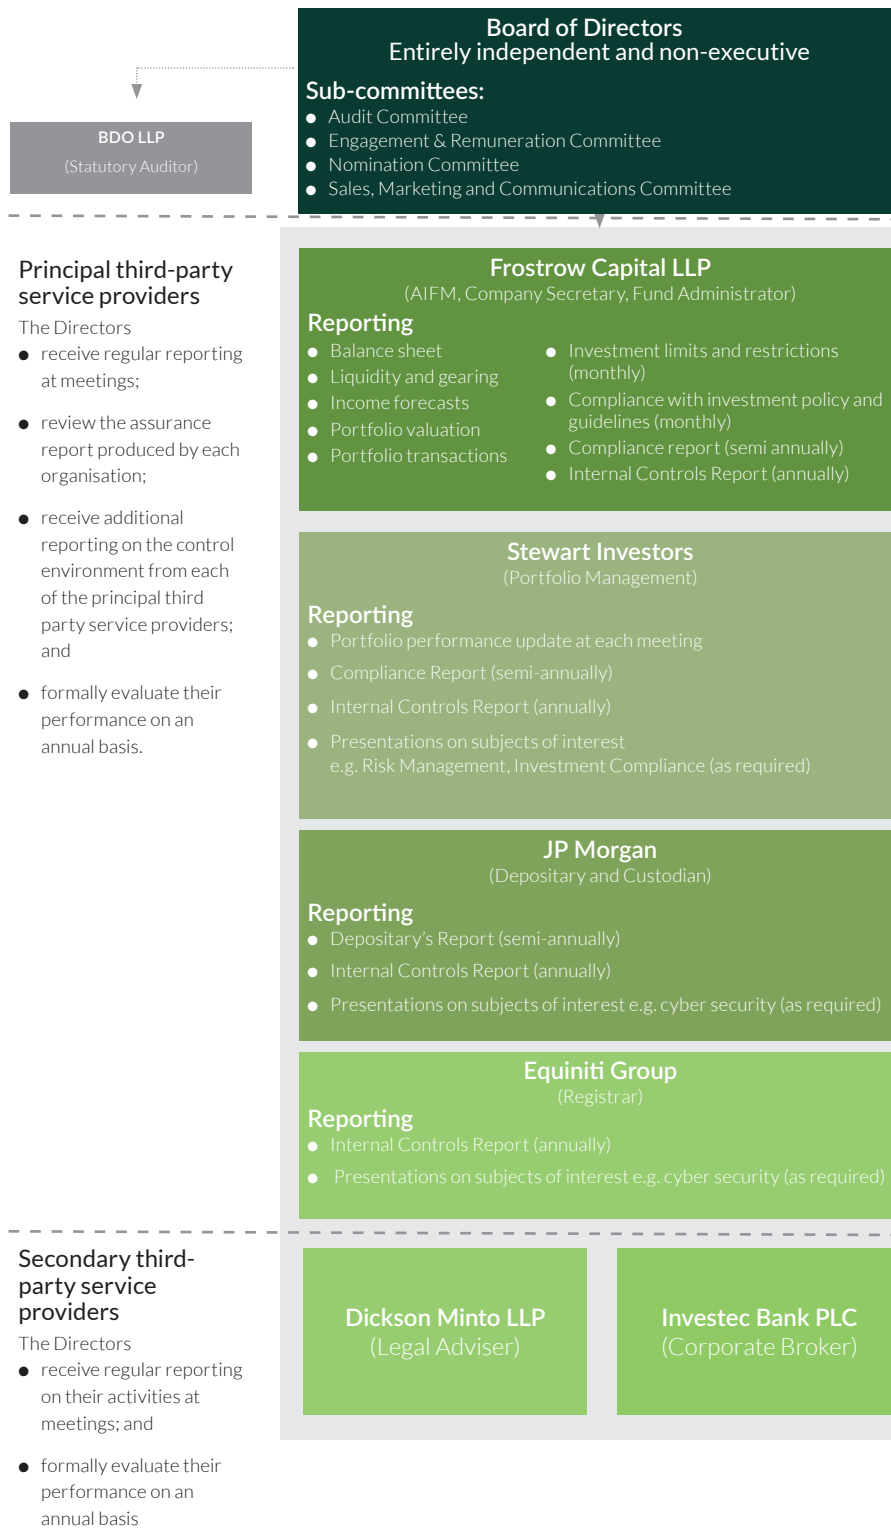 Board of Directors
Entirely independent and non-executive
Sub-committees:
● Audit Committee
● Engagement & Remuneration Committee
● Nomination Committee
● Sales, Marketing and Communications Committee
BDO LLP
(Statutory Auditor)
Principal third-party
service providers
The Directors
● receive regular reporting
at meetings;
● review the assurance
report produced by each
organisation;
● receive additional
reporting on the control
environment from each
of the principal third
party service providers;
and
● formally evaluate their
performance on an
annual basis.
Frostrow Capital LLP
(AIFM, Company Secretary, Fund Administrator)
Reporting
● Balance sheet
● Liquidity and gearing
● Income forecasts
● Portfolio valuation
● Portfolio transactions
● Investment limits and restrictions
(monthly)
● Compliance with investment policy and
guidelines (monthly)
● Compliance report (semi annually)
● Internal Controls Report (annually)
Stewart Investors
(Portfolio Management)
Reporting
● Portfolio performance update at each meeting
● Compliance Report (semi-annually)
● Internal Controls Report (annually)
● Presentations on subjects of interest
e.g. Risk Management, Investment Compliance (as required)
JP Morgan
(Depositary and Custodian)
Reporting
● Depositary's Report (semi-annually)
● Internal Controls Report (annually)
● Presentations on subjects of interest e.g. cyber security (as required)
Equiniti Group
(Registrar)
Reporting
● Internal Controls Report (annually)
● Presentations on subjects of interest e.g. cyber security (as required)
Secondary third-
party service
providers
The Directors
● receive regular reporting
on their activities at
meetings; and
● formally evaluate their
performance on an
annual basis
Dickson Minto LLP
(Legal Adviser)
Investec Bank PLC
(Corporate Broker)